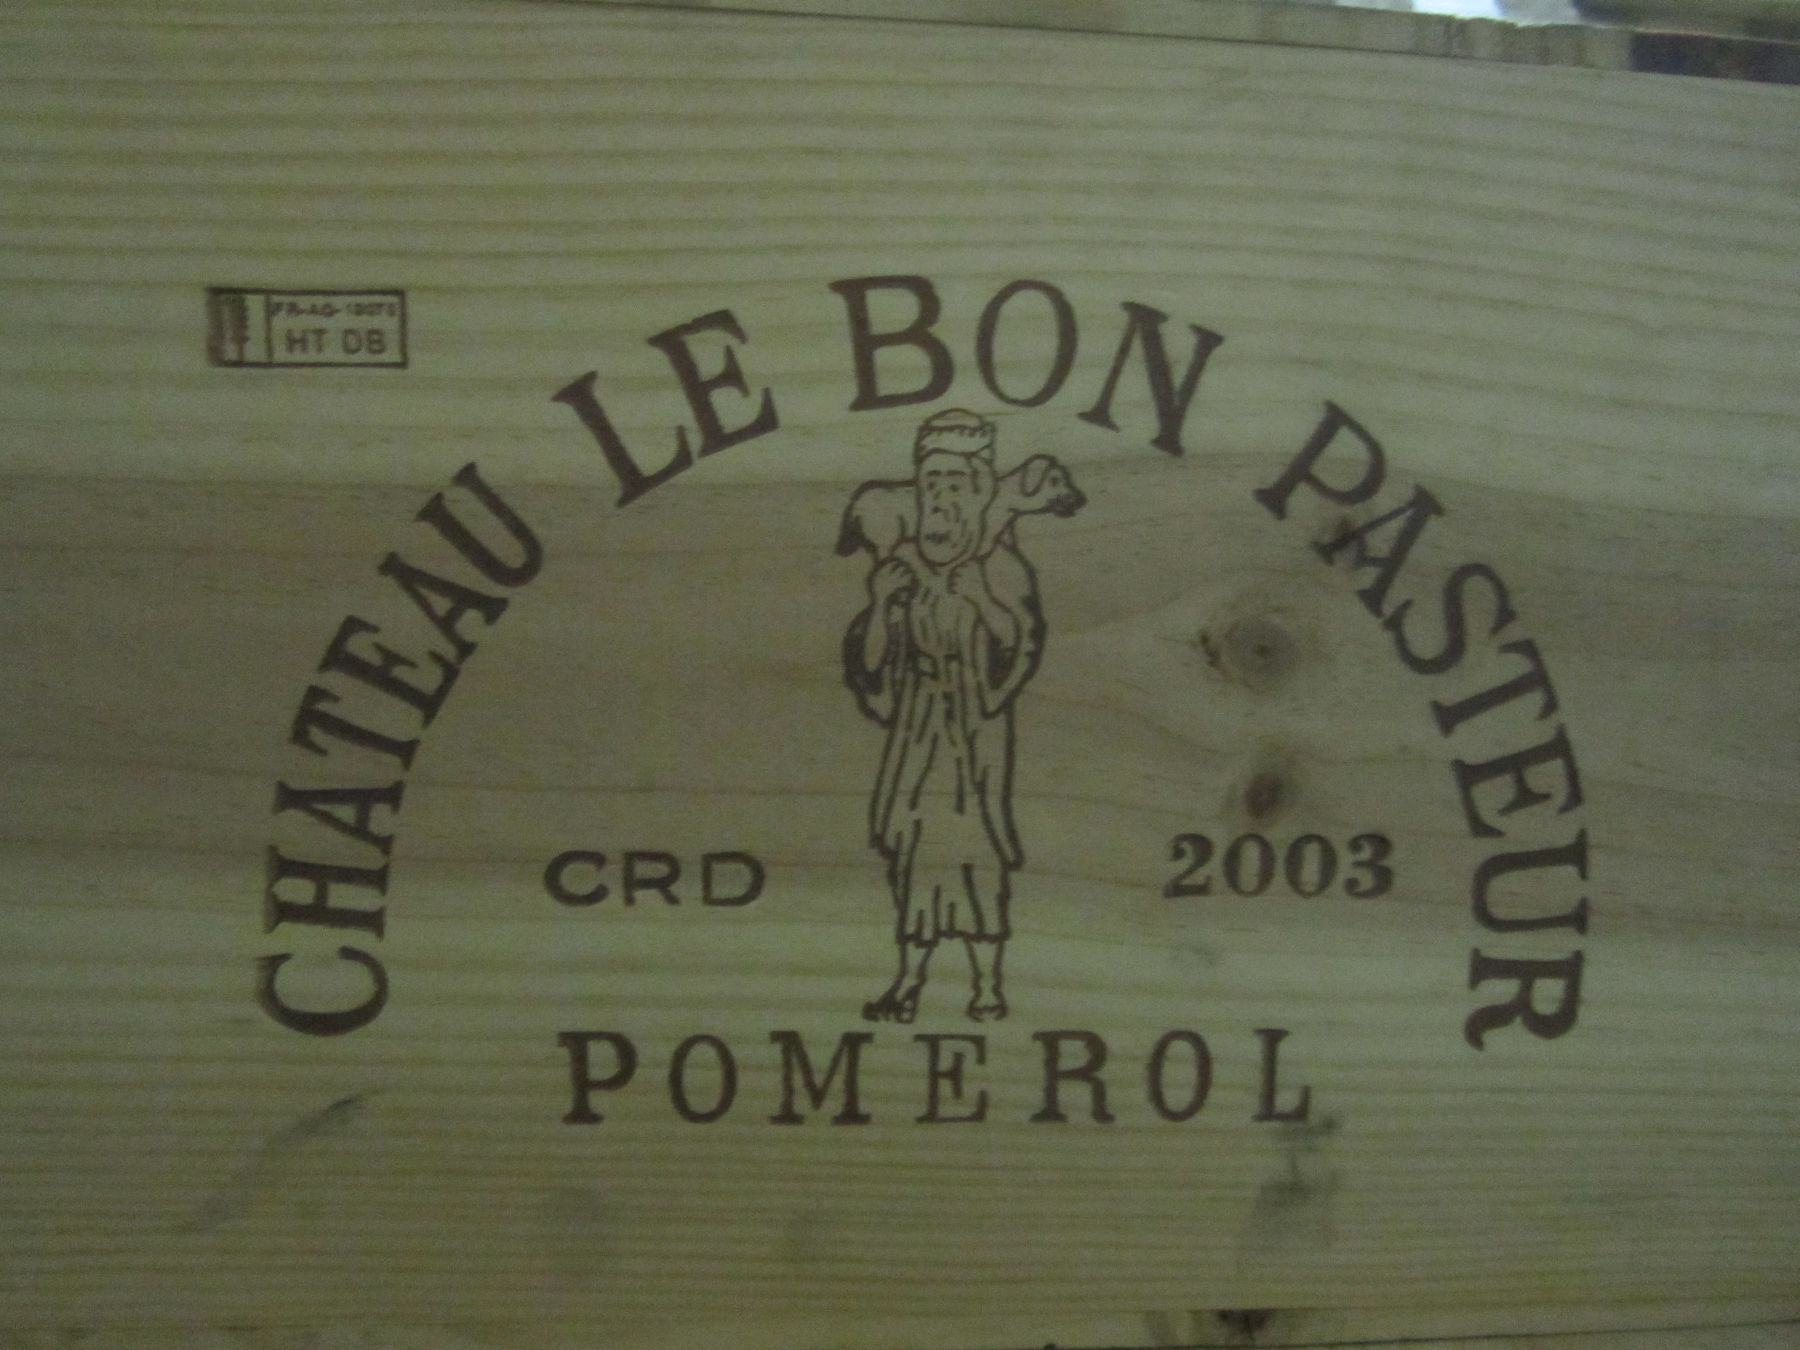 HT DB
CHATEAU LE BON PASTEUR
CRD
2003
POMEROL